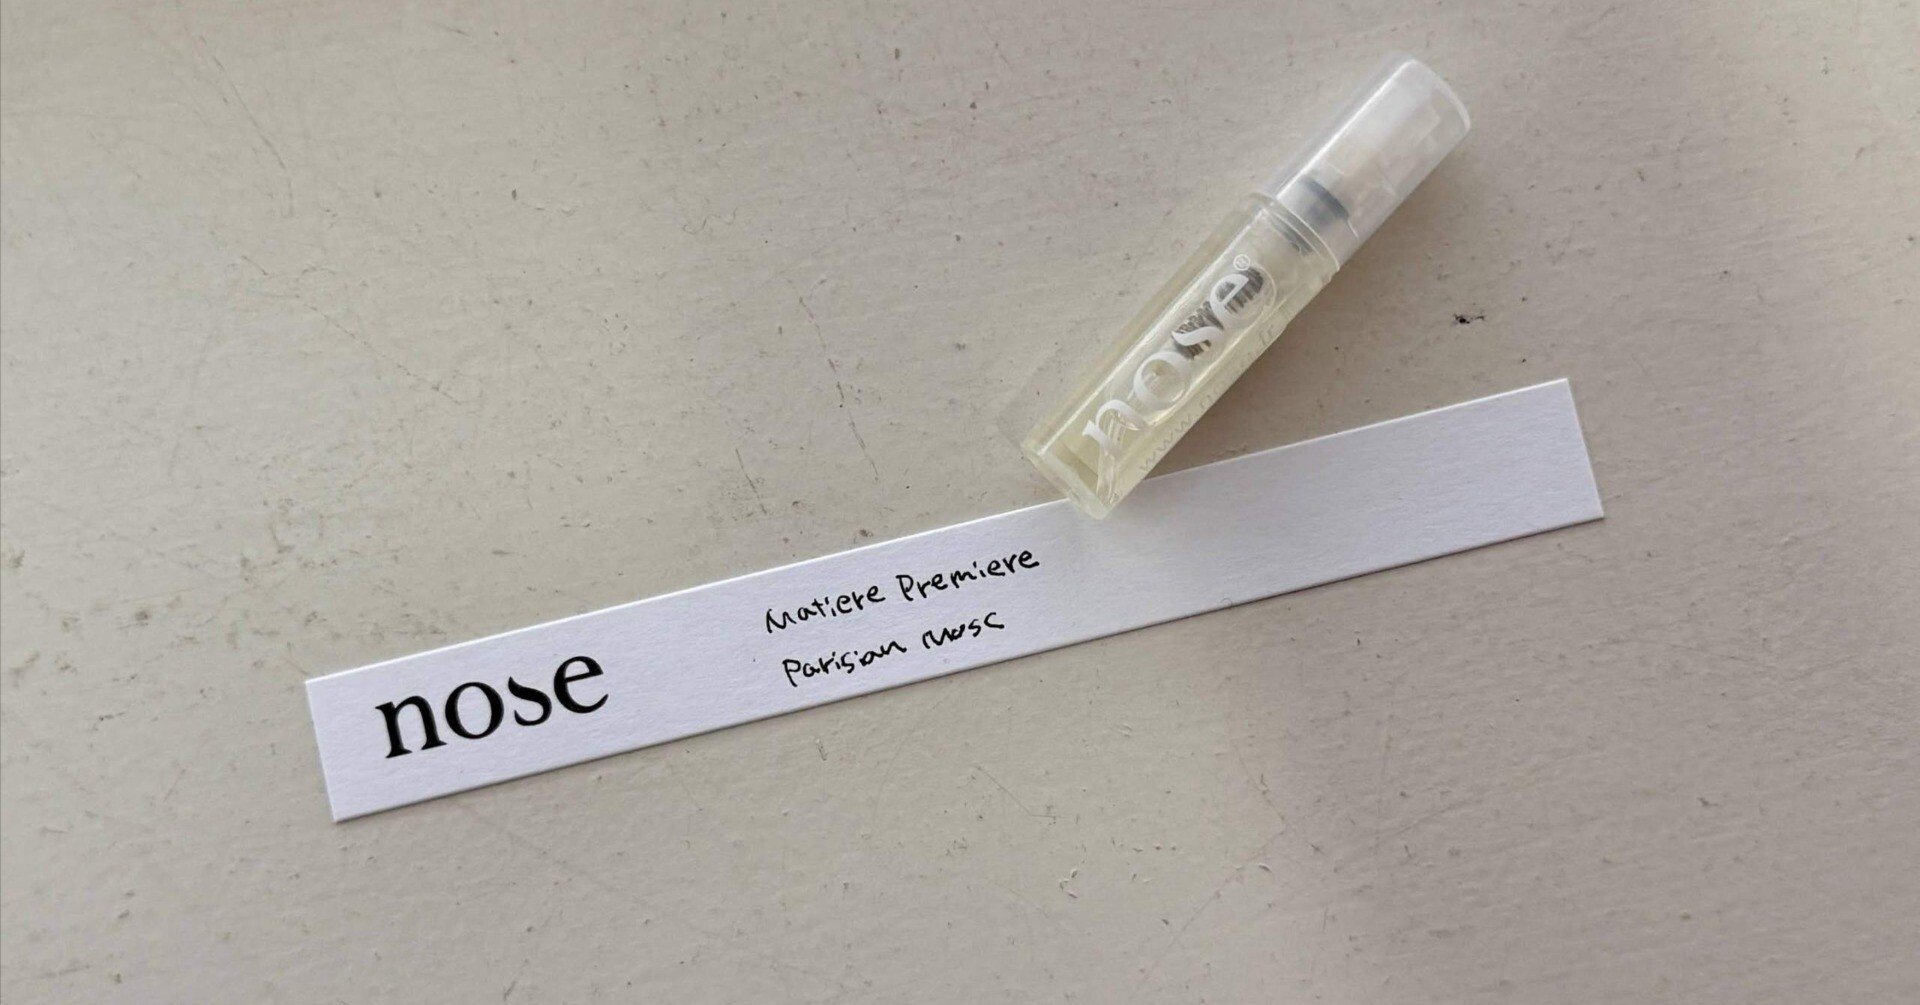 nose®
nose
Matiere Premiere
Parisian Musc